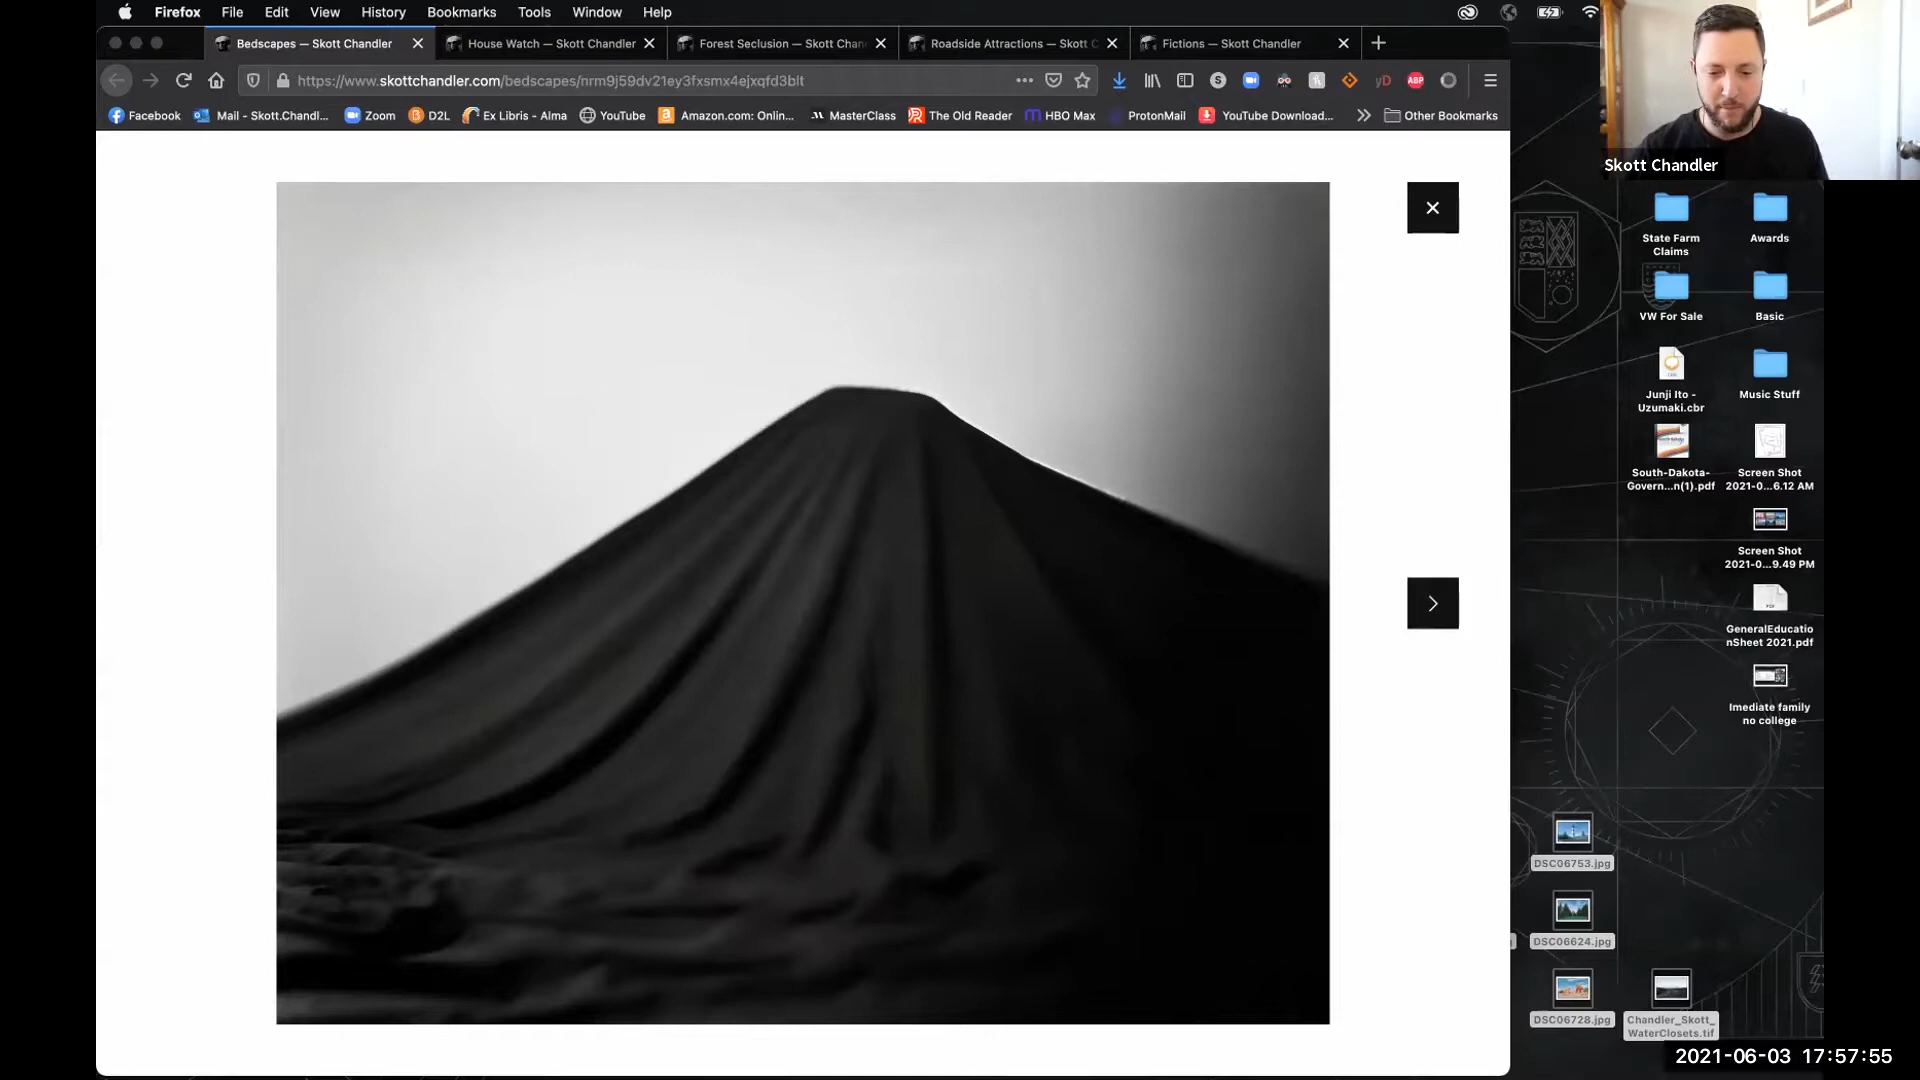 Firefox File Edit View History Bookmarks Tools Window Help
Bedscapes — Skott Chandler House Watch — Skott Chandler Forest Seclusion — Skott Chan Roadside Attractions — Skott C Fictions — Skott Chandler
https://www.skottchandler.com/bedscapes/nrm9j59dv21ey3fxsmx4ejxqfd3blt
S ABP yD
Facebook Mail - Skott.Chandl... Zoom D2L Ex Libris - Alma YouTube Amazon.com: Onlin... MasterClass The Old Reader HBO Max ProtonMail YouTube Download... Other Bookmarks
Skott Chandler
State Farm
Claims
Awards
VW For Sale
Basic
Junji Ito -
Uzumaki.cbr
Music Stuff
South-Dakota-
Govern...n(1).pdf
Screen Shot
2021-0...6.12 AM
Screen Shot
2021-0...9.49 PM
PDF
GeneralEducatio
nSheet 2021.pdf
Imediate family
no college
DSC06753.jpg
DSC06624.jpg
DSC06728.jpg
Chandler_Skott_
WaterClosets.tif
2021-06-03 17:57:55